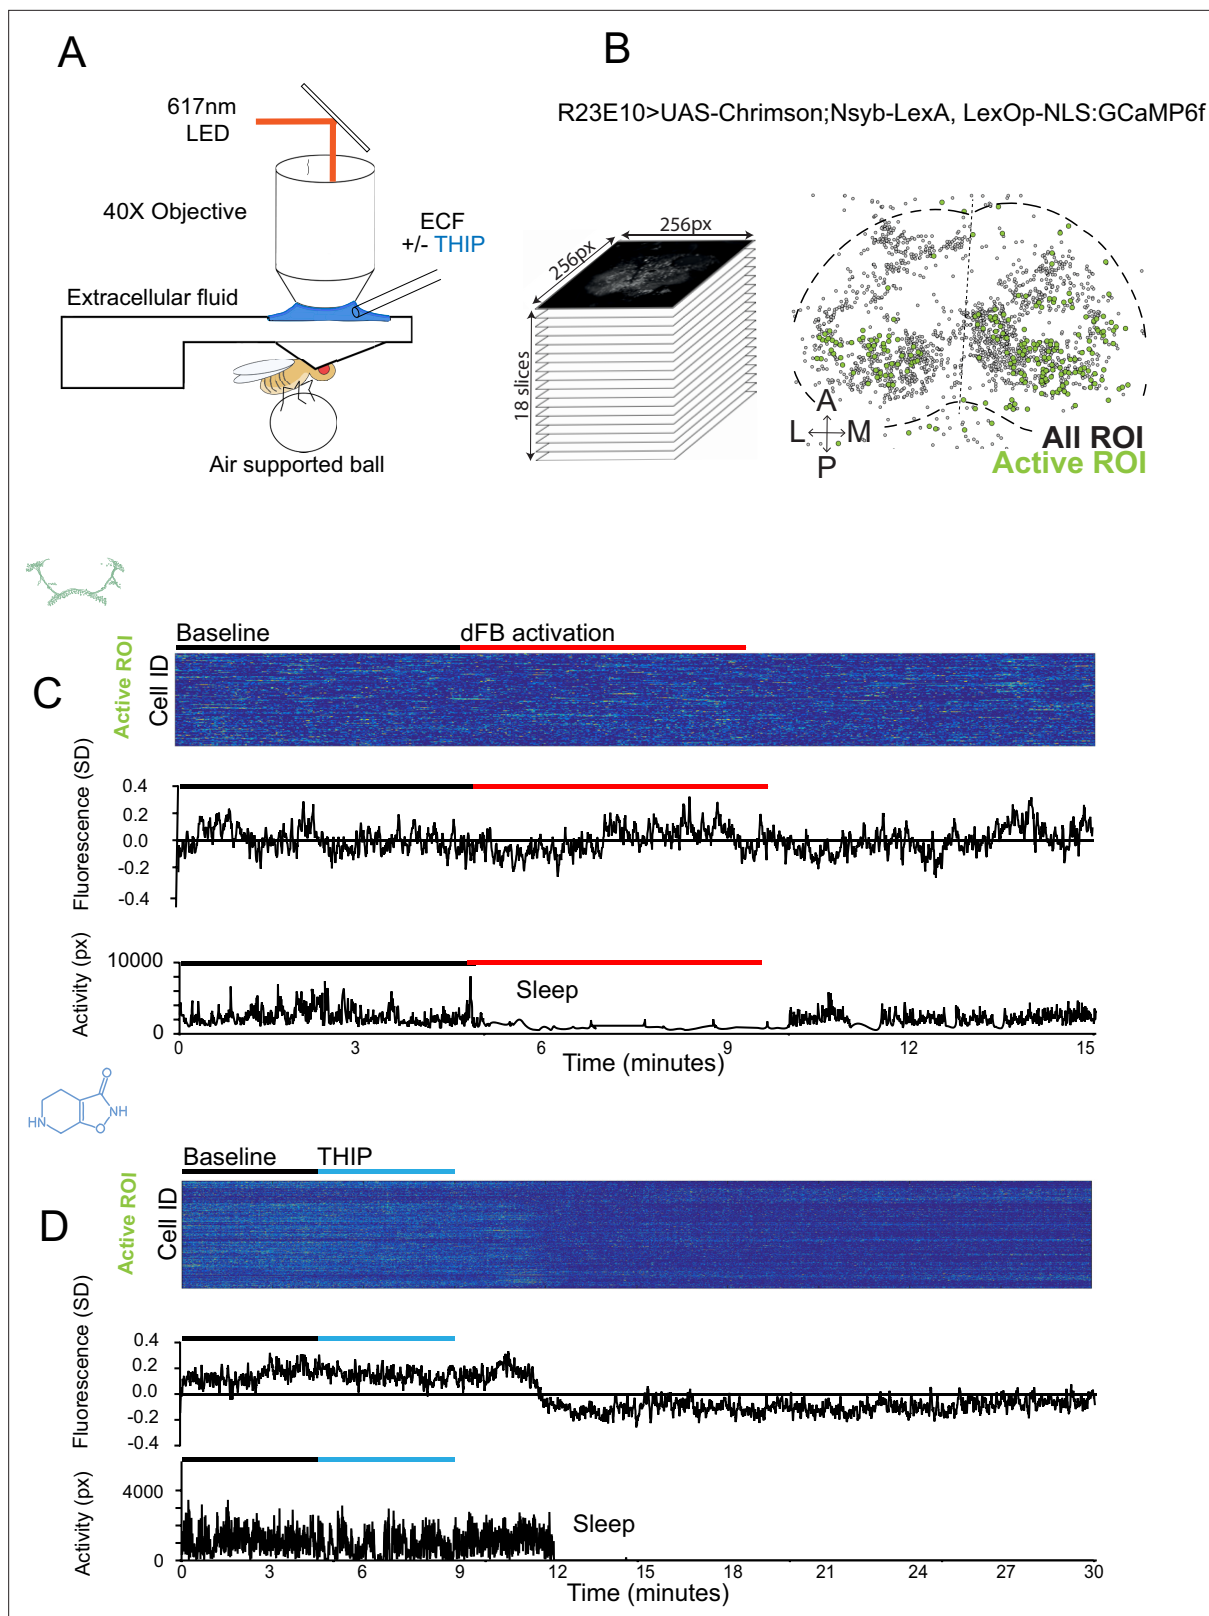 A
617nm
LED
40X Objective
ECF
+/- THIP
Extracellular fluid
Air supported ball
B
R23E10>UAS-Chrimson;Nsyb-LexA, LexOp-NLS:GCaMP6f
256px
256px
18 slices
A
L M
P
All ROI
Active ROI
C
Baseline
dFB activation
Active ROI
Cell ID
Fluorescence (SD)
0.4
0.2
0.0
-0.2
-0.4
Activity (px)
10000
0
Sleep
0 3 6 9 12 15
Time (minutes)
O
HN
NH
O
D
Baseline
THIP
Active ROI
Cell ID
Fluorescence (SD)
0.4
0.2
0.0
-0.2
-0.4
Activity (px)
4000
0
Sleep
0 3 6 9 12 15 18 21 24 27 30
Time (minutes)